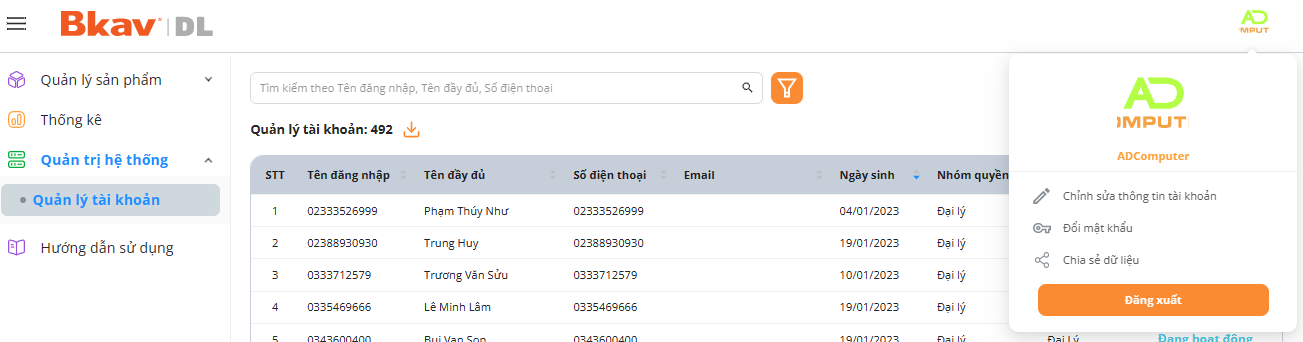 Bkav DL
AD
MPUT
Quản lý sản phẩm
Thống kê
Quản trị hệ thống
Quản lý tài khoản
Hướng dẫn sử dụng
Tìm kiếm theo Tên đăng nhập, Tên đầy đủ, Số điện thoại
Quản lý tài khoản: 492
STT Tên đăng nhập Tên đầy đủ Số điện thoại Email Ngày sinh Nhóm quyền
1 02333526999 Phạm Thúy Như 02333526999 04/01/2023 Đại lý
2 02388930930 Trung Huy 02388930930 19/01/2023 Đại lý
3 0333712579 Trương Văn Sửu 0333712579 10/01/2023 Đại lý
4 0335469666 Lê Minh Lâm 0335469666 19/01/2023 Đại lý
5 0343600400 Bui Van Son 0343600400 19/01/2023 Đại lý Đại Lý Đang hoạt động
AD
OMPUT
ADComputer
Chỉnh sửa thông tin tài khoản
Đổi mật khẩu
Chia sẻ dữ liệu
Đăng xuất